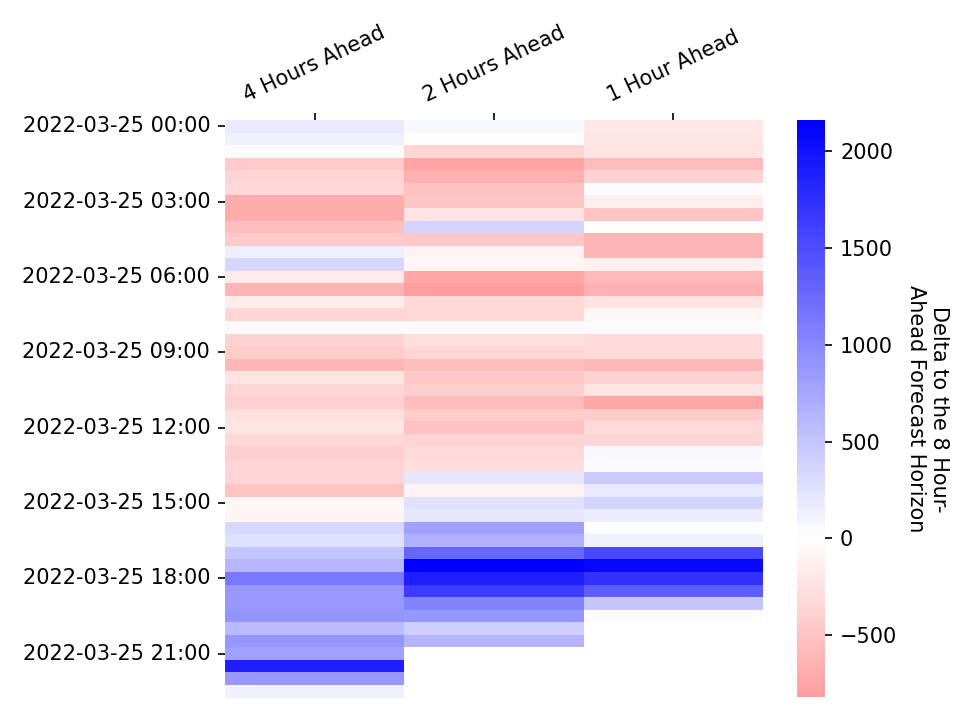 4 Hours Ahead
2 Hours Ahead
1 Hour Ahead
2022-03-25 00:00
2022-03-25 03:00
2022-03-25 06:00
2022-03-25 09:00
2022-03-25 12:00
2022-03-25 15:00
2022-03-25 18:00
2022-03-25 21:00
2000
1500
1000
500
0
−500
Delta to the 8 Hour-
Ahead Forecast Horizon